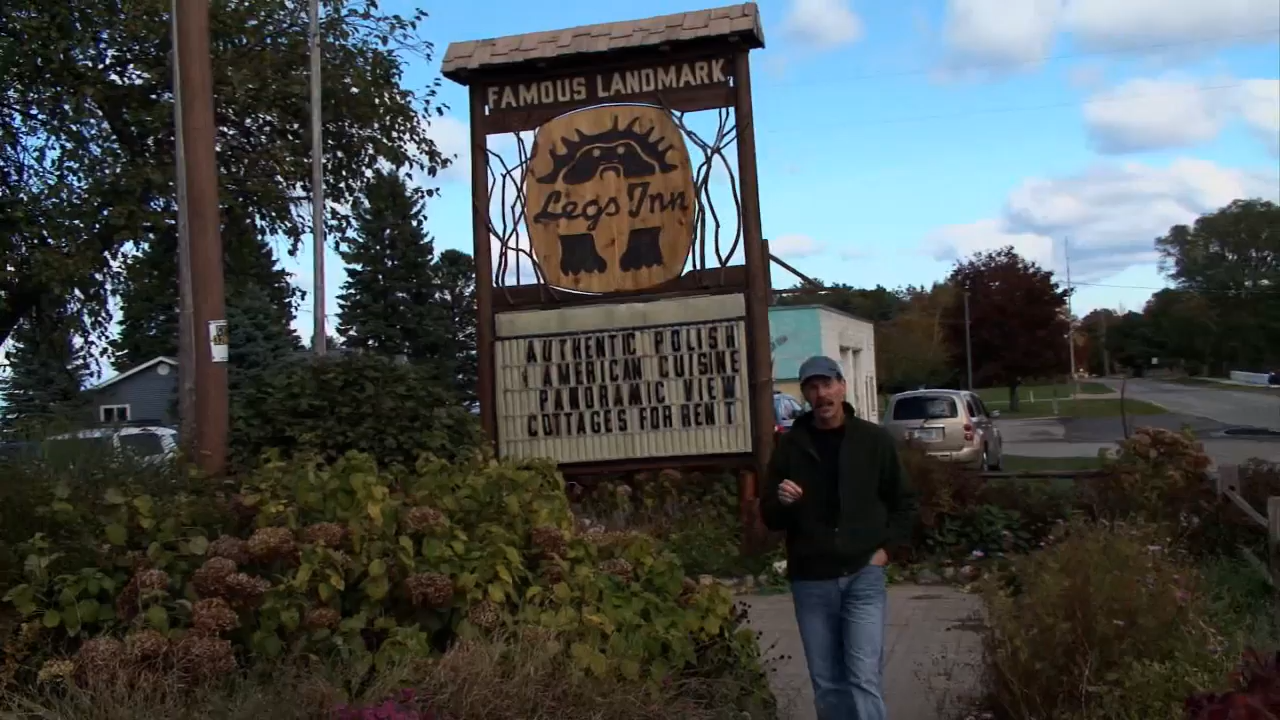 FAMOUS LANDMARK
Legs Inn
AUTHENTIC POLISH
AMERICAN CUISINE
PANORAMIC VIEW
COTTAGES FOR RENT